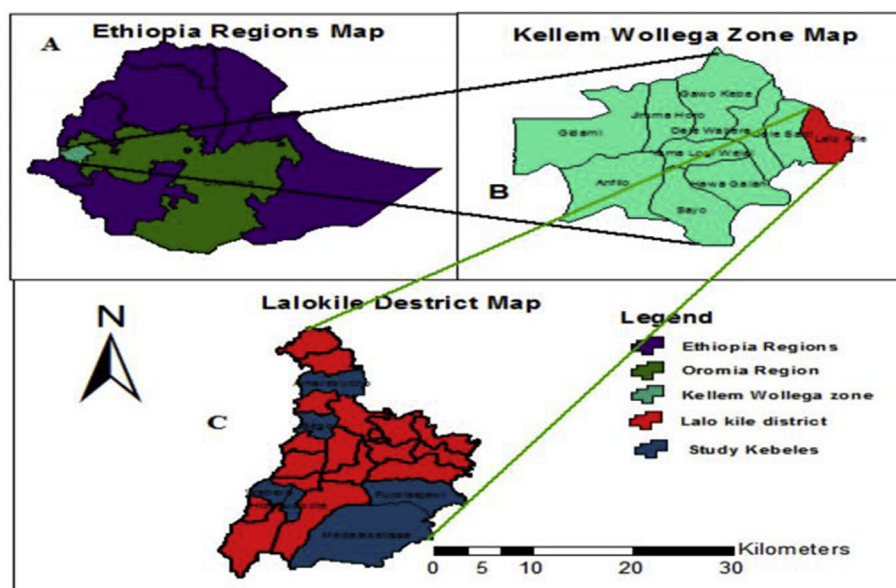 A
Ethiopia Regions Map
Kellem Wollega Zone Map
B
Gawo Kebe
Jimma Horo
Gidami
Dale Wabera
Lalo Kile
Anfilo
Hawa Galan
Sayo
Lalokile Destrict Map
N
C
Legend
Ethiopia Regions
Oromia Region
Kellem Wollega zone
Lalo kile district
Study Kebeles
Kilometers
0 5 10 20 30